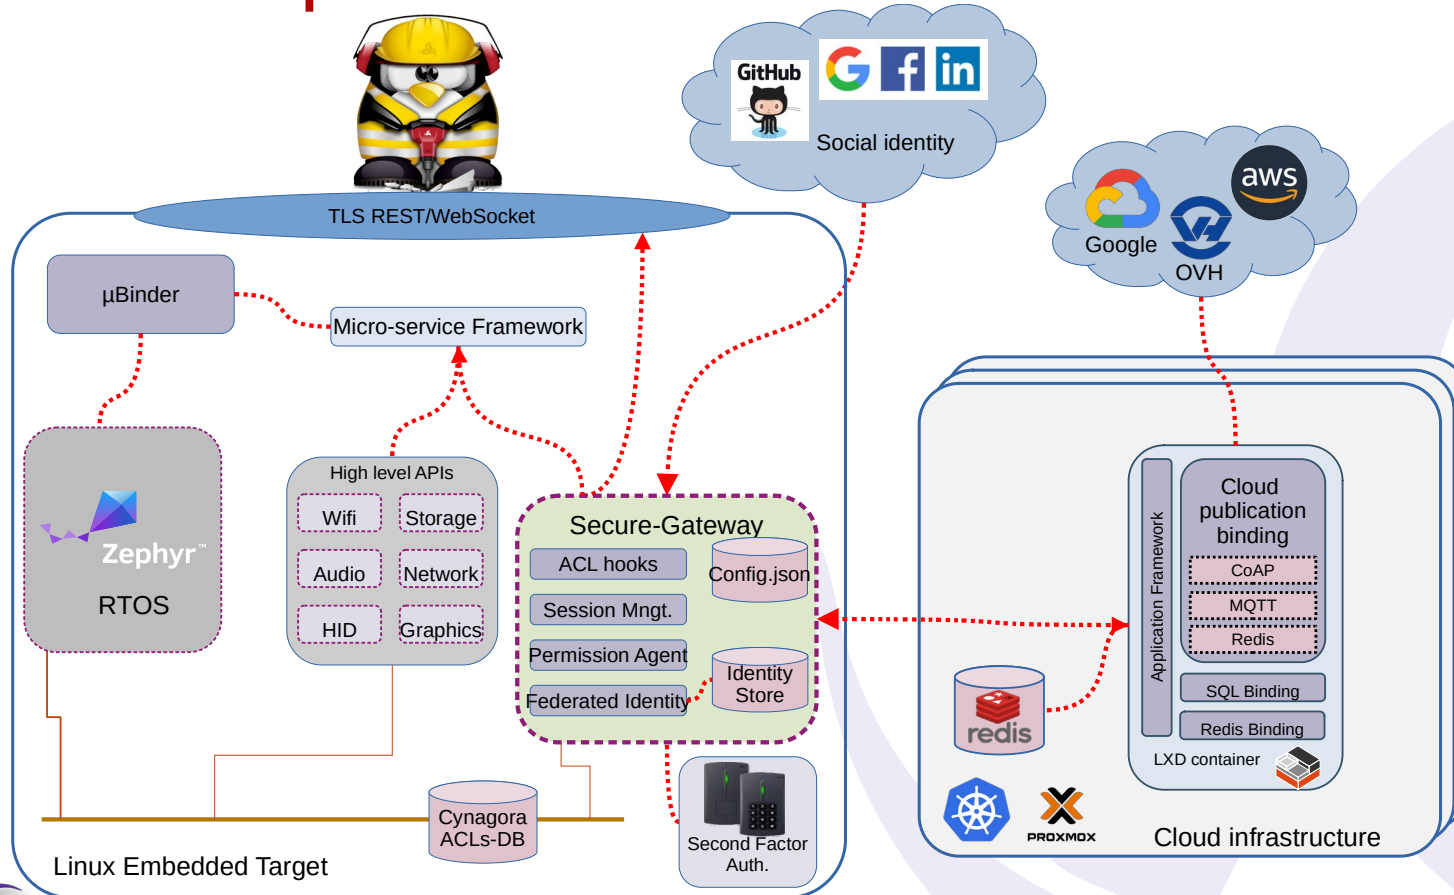 GitHub
G
f
in
Social identity
aws
Google
OVH
TLS REST/WebSocket
µBinder
Micro-service Framework
Zephyr™
RTOS
High level APIs
Wifi
Storage
Audio
Network
HID
Graphics
Secure-Gateway
ACL hooks
Config.json
Session Mngt.
Permission Agent
Identity
Store
Federated Identity
Second Factor
Auth.
Cynagora
ACLs-DB
Linux Embedded Target
Application Framework
Cloud
publication
binding
CoAP
MQTT
Redis
SQL Binding
Redis Binding
LXD container
redis
PROXMOX
Cloud infrastructure